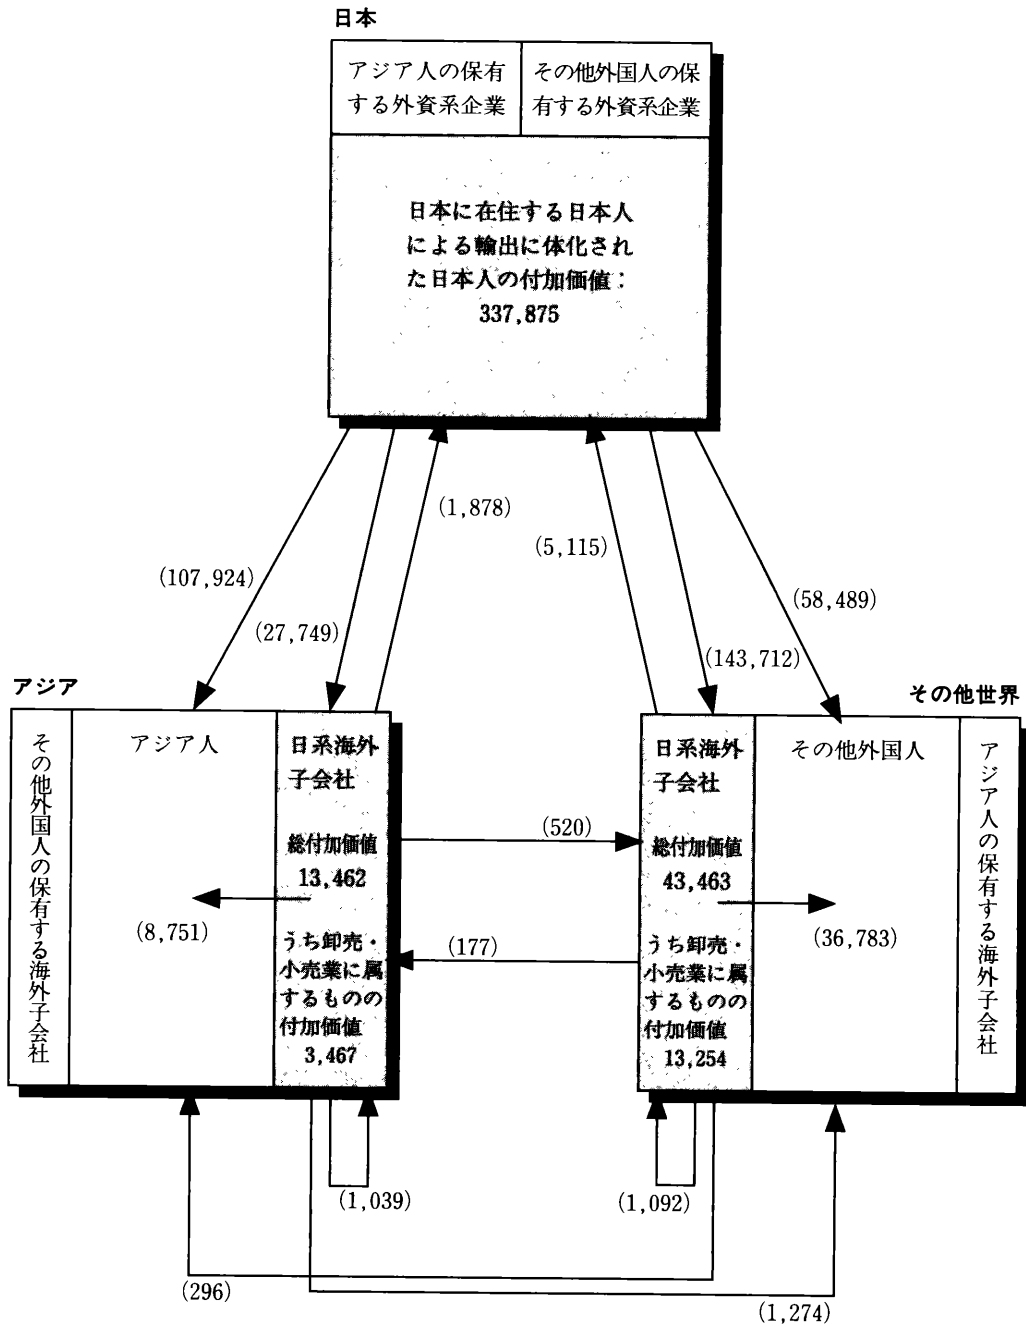 日本
アジア人の保有
する外資系企業
その他外国人の保
有する外資系企業
日本に在住する日本人
による輸出に体化され
た日本人の付加価値：
337,875
(1,878)
(5,115)
(107,924)
(27,749)
(58,489)
(143,712)
アジア
その他外国人の保有する海外子会社
アジア人
日系海外
子会社
総付加価値
13,462
(8,751)
うち卸売・
小売業に属
するものの
付加価値
3,467
(520)
(177)
その他世界
日系海外
子会社
総付加価値
43,463
うち卸売・
小売業に属
するものの
付加価値
13,254
その他外国人
(36,783)
アジア人の保有する海外子会社
(1,039)
(1,092)
(296)
(1,274)